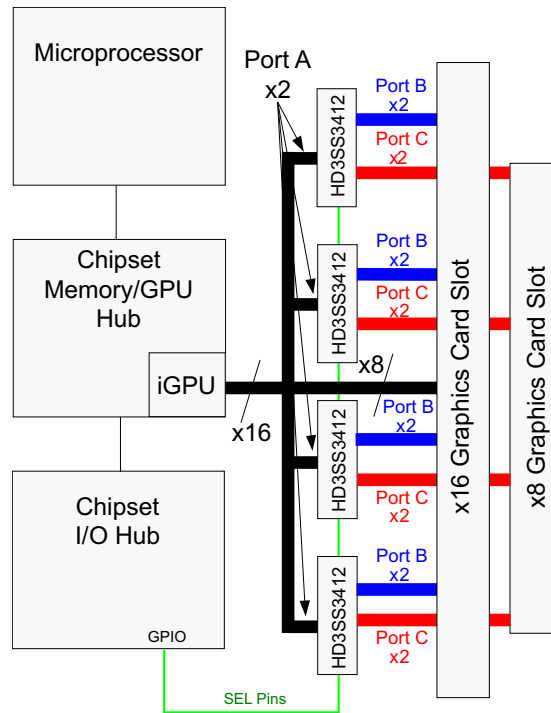 Microprocessor
Chipset
Memory/GPU
Hub
iGPU
Chipset
I/O Hub
GPIO
SEL Pins
Port A
x2
x16
x8
HD3SS3412
Port B
x2
Port C
x2
HD3SS3412
Port B
x2
Port C
x2
HD3SS3412
Port B
x2
Port C
x2
HD3SS3412
Port B
x2
Port C
x2
x16 Graphics Card Slot
x8 Graphics Card Slot